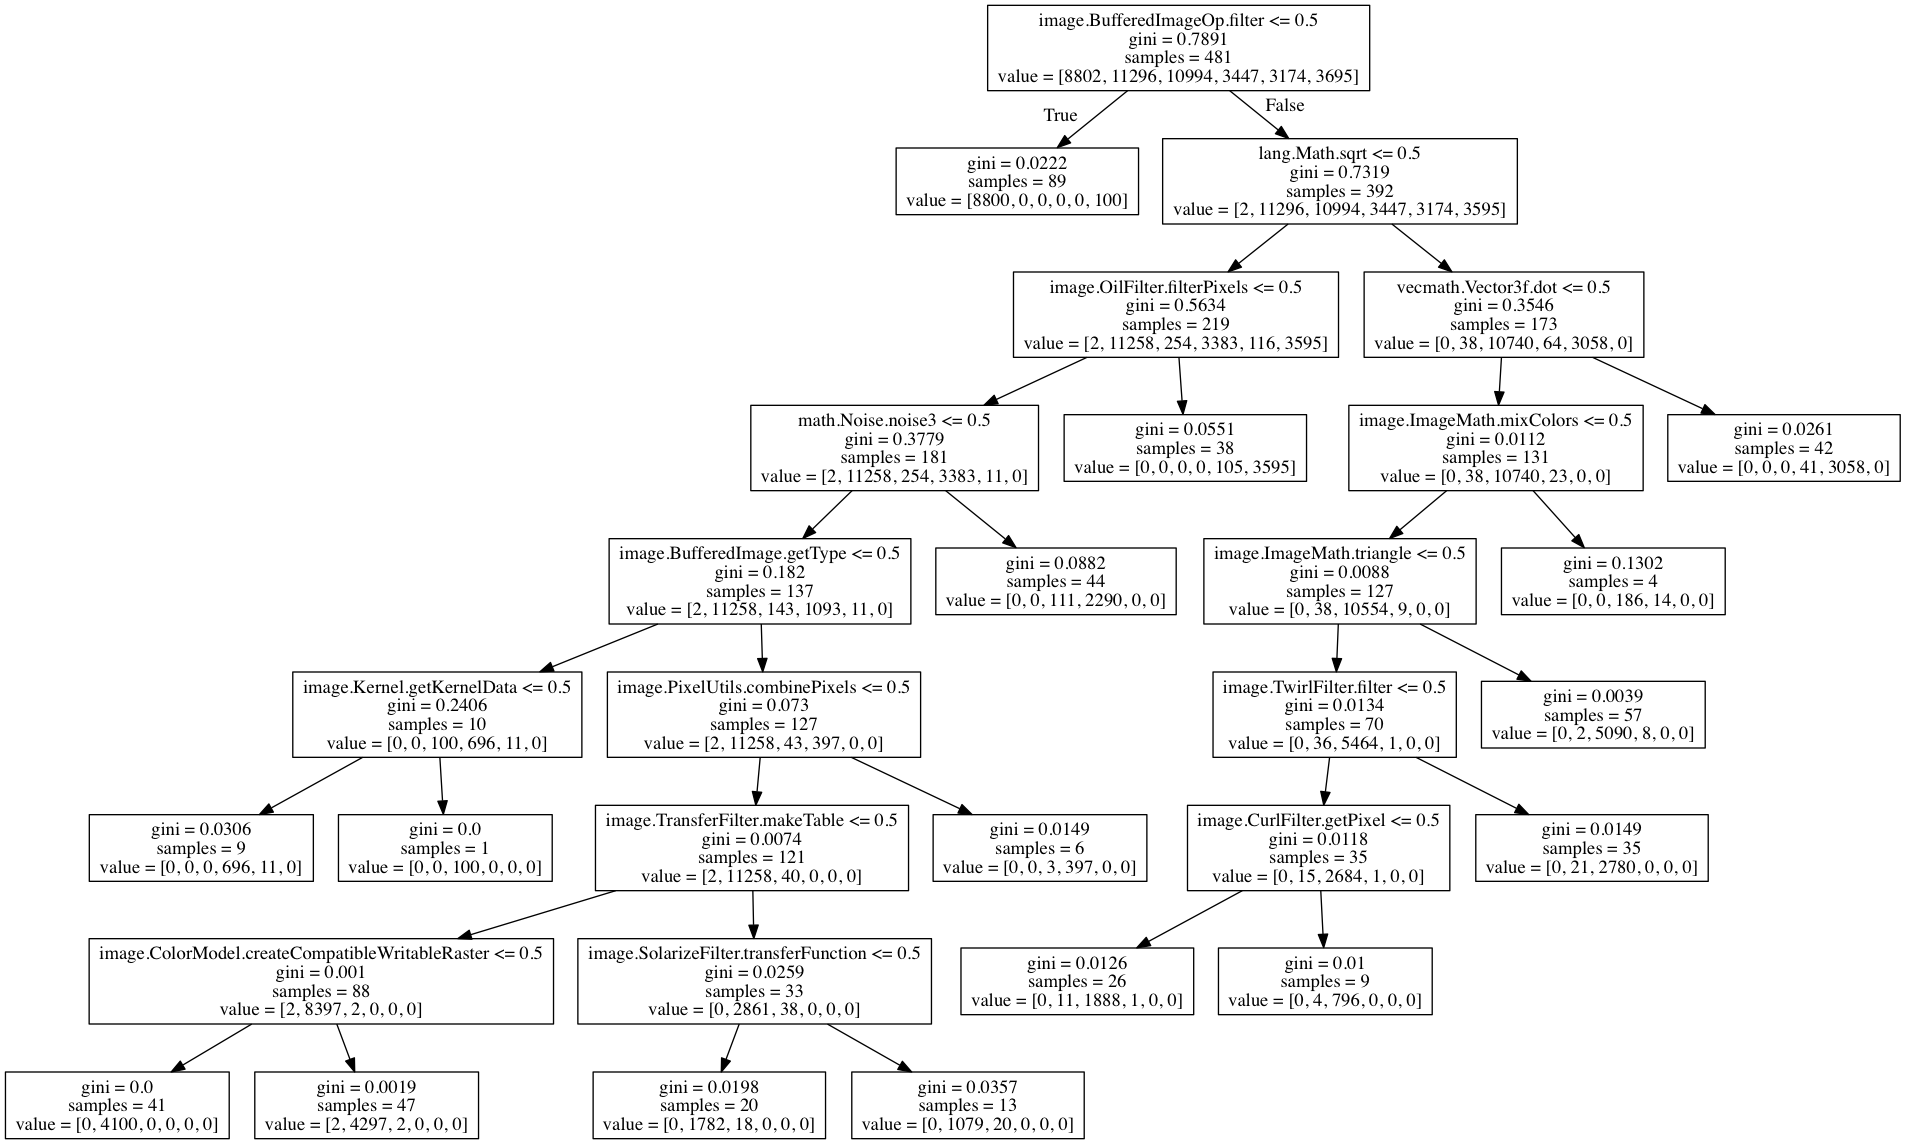 image.BufferedImageOp.filter <= 0.5
gini = 0.7891
samples = 481
value = [8802, 11296, 10994, 3447, 3174, 3695]
True
False
gini = 0.0222
samples = 89
value = [8800, 0, 0, 0, 0, 100]
lang.Math.sqrt <= 0.5
gini = 0.7319
samples = 392
value = [2, 11296, 10994, 3447, 3174, 3595]
image.OilFilter.filterPixels <= 0.5
gini = 0.5634
samples = 219
value = [2, 11258, 254, 3383, 116, 3595]
vecmath.Vector3f.dot <= 0.5
gini = 0.3546
samples = 173
value = [0, 38, 10740, 64, 3058, 0]
math.Noise.noise3 <= 0.5
gini = 0.3779
samples = 181
value = [2, 11258, 254, 3383, 11, 0]
gini = 0.0551
samples = 38
value = [0, 0, 0, 0, 105, 3595]
image.ImageMath.mixColors <= 0.5
gini = 0.0112
samples = 131
value = [0, 38, 10740, 23, 0, 0]
gini = 0.0261
samples = 42
value = [0, 0, 0, 41, 3058, 0]
image.BufferedImage.getType <= 0.5
gini = 0.182
samples = 137
value = [2, 11258, 143, 1093, 11, 0]
gini = 0.0882
samples = 44
value = [0, 0, 111, 2290, 0, 0]
image.ImageMath.triangle <= 0.5
gini = 0.0088
samples = 127
value = [0, 38, 10554, 9, 0, 0]
gini = 0.1302
samples = 4
value = [0, 0, 186, 14, 0, 0]
image.Kernel.getKernelData <= 0.5
gini = 0.2406
samples = 10
value = [0, 0, 100, 696, 11, 0]
image.PixelUtils.combinePixels <= 0.5
gini = 0.073
samples = 127
value = [2, 11258, 43, 397, 0, 0]
image.TwirlFilter.filter <= 0.5
gini = 0.0134
samples = 70
value = [0, 36, 5464, 1, 0, 0]
gini = 0.0039
samples = 57
value = [0, 2, 5090, 8, 0, 0]
gini = 0.0306
samples = 9
value = [0, 0, 0, 696, 11, 0]
gini = 0.0
samples = 1
value = [0, 0, 100, 0, 0, 0]
image.TransferFilter.makeTable <= 0.5
gini = 0.0074
samples = 121
value = [2, 11258, 40, 0, 0, 0]
gini = 0.0149
samples = 6
value = [0, 0, 3, 397, 0, 0]
image.CurlFilter.getPixel <= 0.5
gini = 0.0118
samples = 35
value = [0, 15, 2684, 1, 0, 0]
gini = 0.0149
samples = 35
value = [0, 21, 2780, 0, 0, 0]
image.ColorModel.createCompatibleWritableRaster <= 0.5
gini = 0.001
samples = 88
value = [2, 8397, 2, 0, 0, 0]
image.SolarizeFilter.transferFunction <= 0.5
gini = 0.0259
samples = 33
value = [0, 2861, 38, 0, 0, 0]
gini = 0.0126
samples = 26
value = [0, 11, 1888, 1, 0, 0]
gini = 0.01
samples = 9
value = [0, 4, 796, 0, 0, 0]
gini = 0.0
samples = 41
value = [0, 4100, 0, 0, 0, 0]
gini = 0.0019
samples = 47
value = [2, 4297, 2, 0, 0, 0]
gini = 0.0198
samples = 20
value = [0, 1782, 18, 0, 0, 0]
gini = 0.0357
samples = 13
value = [0, 1079, 20, 0, 0, 0]